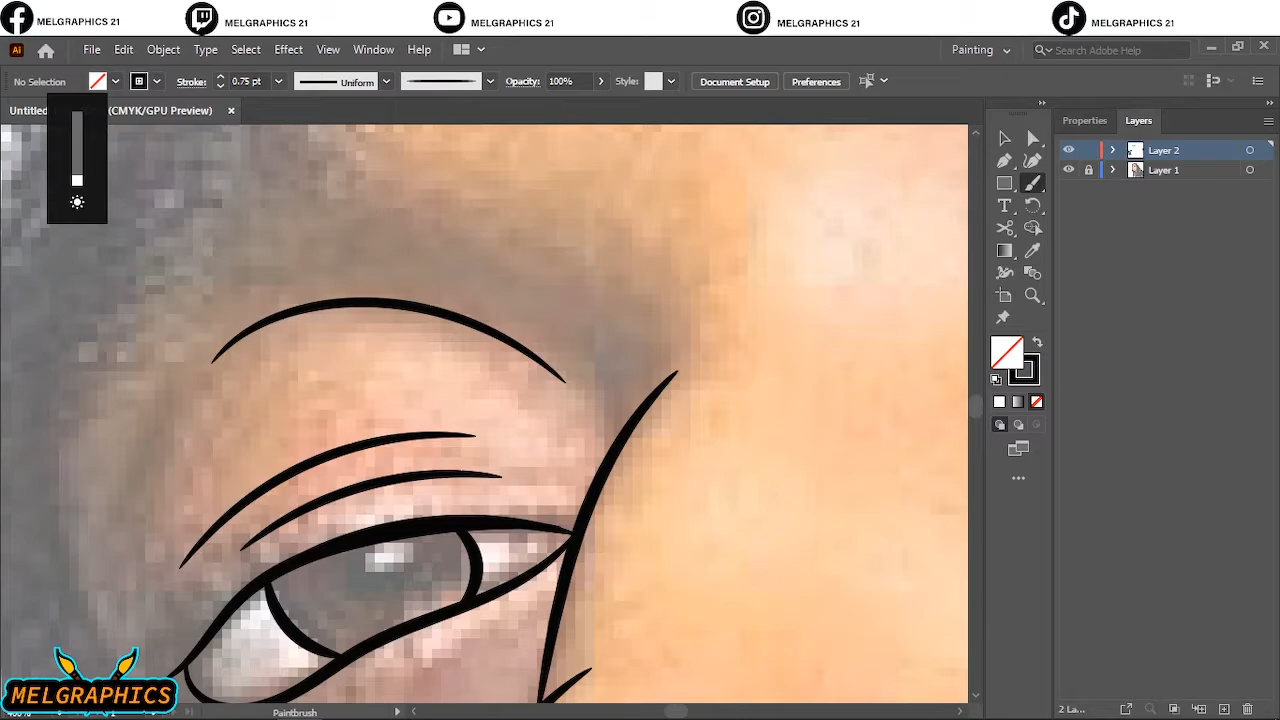 MELGRAPHICS 21 MELGRAPHICS 21 MELGRAPHICS 21 MELGRAPHICS 21 MELGRAPHICS 21
Ai File Edit Object Type Select Effect View Window Help Painting Search Adobe Help
No Selection Stroke: 0.75 pt Uniform Opacity: 100% Style: Document Setup Preferences
Untitled (CMYK/GPU Preview) ×
Properties Layers
Layer 2
Layer 1
MELGRAPHICS
Paintbrush
2 La...